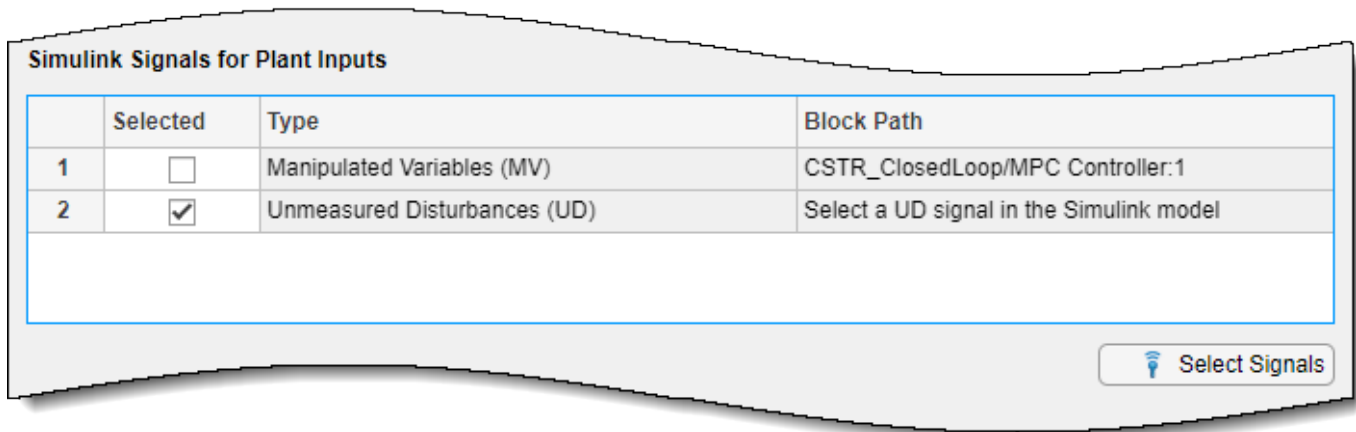 Simulink Signals for Plant Inputs
Selected Type Block Path
1 Manipulated Variables (MV) CSTR_ClosedLoop/MPC Controller:1
2 Unmeasured Disturbances (UD) Select a UD signal in the Simulink model
Select Signals